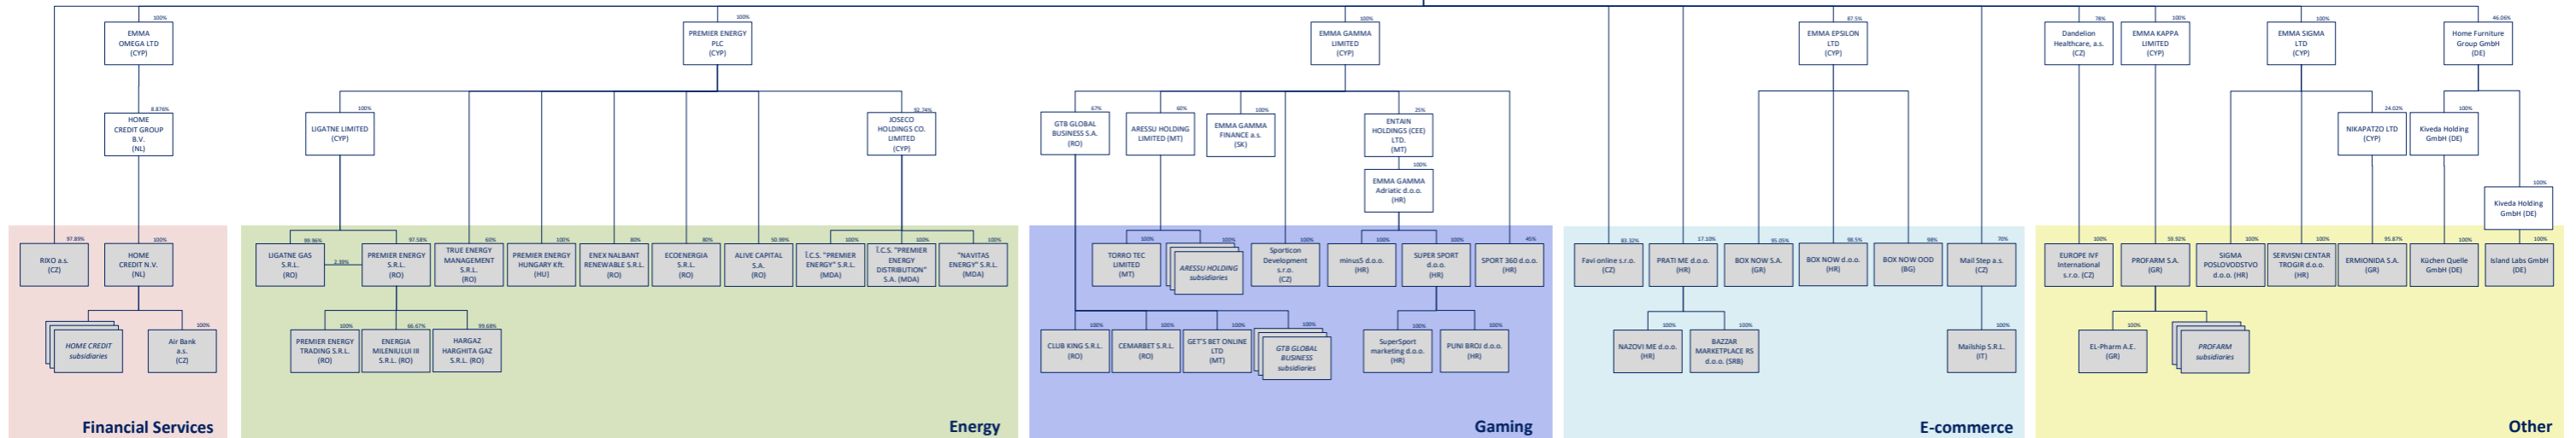 100%
EMMA
OMEGA LTD
(CYP)
8.876%
HOME
CREDIT GROUP
B.V.
(NL)
97.89%
RIXO a.s.
(CZ)
100%
HOME
CREDIT N.V.
(NL)
HOME CREDIT
subsidiaries
100%
Air Bank
a.s.
(CZ)
Financial Services
100%
PREMIER ENERGY
PLC
(CYP)
100%
LIGATNE LIMITED
(CYP)
92.74%
JOSECO
HOLDINGS CO.
LIMITED
(CYP)
99.96%
LIGATNE GAS
S.R.L.
(RO)
2.39%
97.58%
PREMIER ENERGY
S.R.L.
(RO)
60%
TRUE ENERGY
MANAGEMENT
S.R.L.
(RO)
100%
PREMIER ENERGY
HUNGARY Kft.
(HU)
80%
ENEX NALBANT
RENEWABLE S.R.L.
(RO)
80%
ECOENERGIA
S.R.L.
(RO)
50.99%
ALIVE CAPITAL
S.A.
(RO)
100%
Î.C.S. "PREMIER
ENERGY" S.R.L.
(MDA)
100%
Î.C.S. "PREMIER
ENERGY
DISTRIBUTION"
S.A. (MDA)
100%
"NAVITAS
ENERGY" S.R.L.
(MDA)
100%
PREMIER ENERGY
TRADING S.R.L.
(RO)
66.67%
ENERGIA
MILENIULUI III
S.R.L. (RO)
99.68%
HARGAZ
HARGHITA GAZ
S.R.L. (RO)
Energy
100%
EMMA GAMMA
LIMITED
(CYP)
67%
GTB GLOBAL
BUSINESS S.A.
(RO)
60%
ARESSU HOLDING
LIMITED (MT)
100%
EMMA GAMMA
FINANCE a.s.
(SK)
25%
ENTAIN
HOLDINGS (CEE)
LTD.
(MT)
100%
EMMA GAMMA
Adriatic d.o.o.
(HR)
100%
TORRO TEC
LIMITED
(MT)
100%
ARESSU HOLDING
subsidiaries
100%
Sporticon
Development
s.r.o.
(CZ)
100%
minus5 d.o.o.
(HR)
100%
SUPER SPORT
d.o.o.
(HR)
45%
SPORT 360 d.o.o.
(HR)
100%
CLUB KING S.R.L.
(RO)
100%
CEMARBET S.R.L.
(RO)
100%
GET'S BET ONLINE
LTD
(MT)
100%
GTB GLOBAL
BUSINESS
subsidiaries
100%
SuperSport
marketing d.o.o.
(HR)
100%
PUNI BROJ d.o.o.
(HR)
Gaming
87.5%
EMMA EPSILON
LTD
(CYP)
83.32%
Favi online s.r.o.
(CZ)
17.10%
PRATI ME d.o.o.
(HR)
95.05%
BOX NOW S.A.
(GR)
98.5%
BOX NOW d.o.o.
(HR)
98%
BOX NOW OOD
(BG)
70%
Mail Step a.s.
(CZ)
100%
NAZOVI ME d.o.o.
(HR)
100%
BAZZAR
MARKETPLACE RS
d.o.o. (SRB)
100%
Mailship S.R.L.
(IT)
E-commerce
78%
Dandelion
Healthcare, a.s.
(CZ)
100%
EMMA KAPPA
LIMITED
(CYP)
100%
EMMA SIGMA
LTD
(CYP)
46.06%
Home Furniture
Group GmbH
(DE)
24.02%
NIKAPATZO LTD
(CYP)
100%
Kiveda Holding
GmbH (DE)
100%
Kiveda Holding
GmbH (DE)
100%
EUROPE IVF
International
s.r.o. (CZ)
59.92%
PROFARM S.A.
(GR)
100%
SIGMA
POSLOVODSTVO
d.o.o. (HR)
100%
SERVISNI CENTAR
TROGIR d.o.o.
(HR)
95.87%
ERMIONIDA S.A.
(GR)
100%
Küchen Quelle
GmbH (DE)
100%
Island Labs GmbH
(DE)
100%
EL-Pharm A.E.
(GR)
PROFARM
subsidiaries
Other